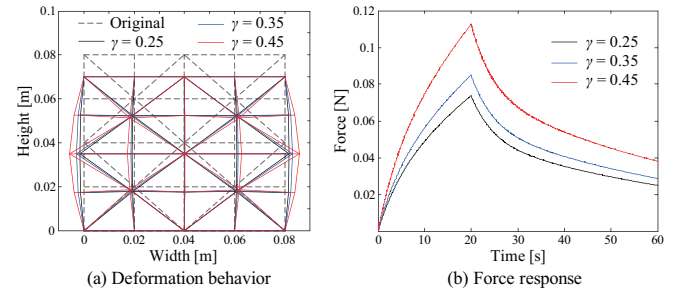 Original
γ = 0.25
γ = 0.35
γ = 0.45
0.1
0.08
0.06
0.04
0.02
0
Height [m]
0 0.02 0.04 0.06 0.08
Width [m]
(a) Deformation behavior
0.12
0.10
0.08
0.06
0.04
0.02
Force [N]
γ = 0.25
γ = 0.35
γ = 0.45
0 10 20 30 40 50 60
Time [s]
(b) Force response